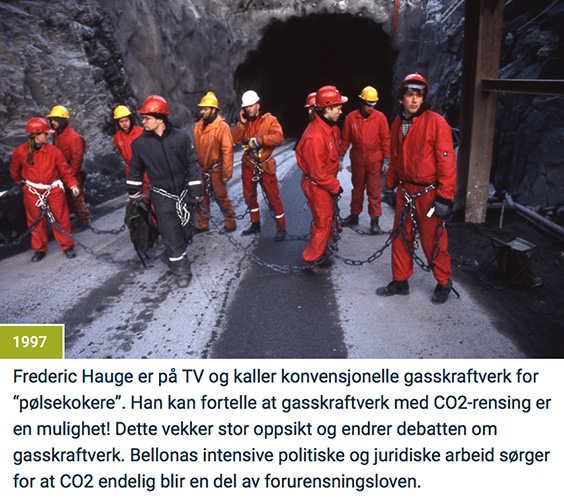 1997
Frederic Hauge er på TV og kaller konvensjonelle gasskraftverk for
“pølsekokere”. Han kan fortelle at gasskraftverk med CO2-rensing er
en mulighet! Dette vekker stor oppsikt og endrer debatten om
gasskraftverk. Bellonas intensive politiske og juridiske arbeid sørger
for at CO2 endelig blir en del av forurensningsloven.